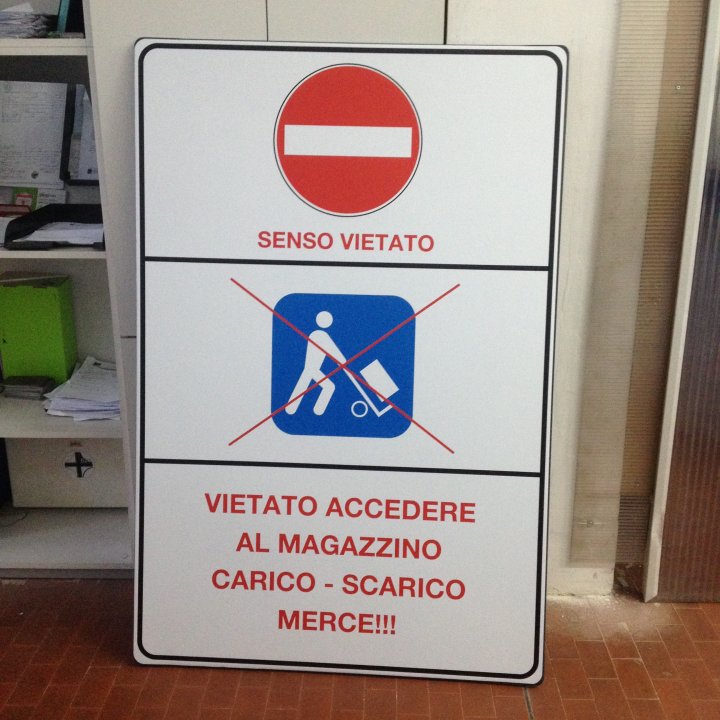 SENSO VIETATO
VIETATO ACCEDERE
AL MAGAZZINO
CARICO - SCARICO
MERCE!!!